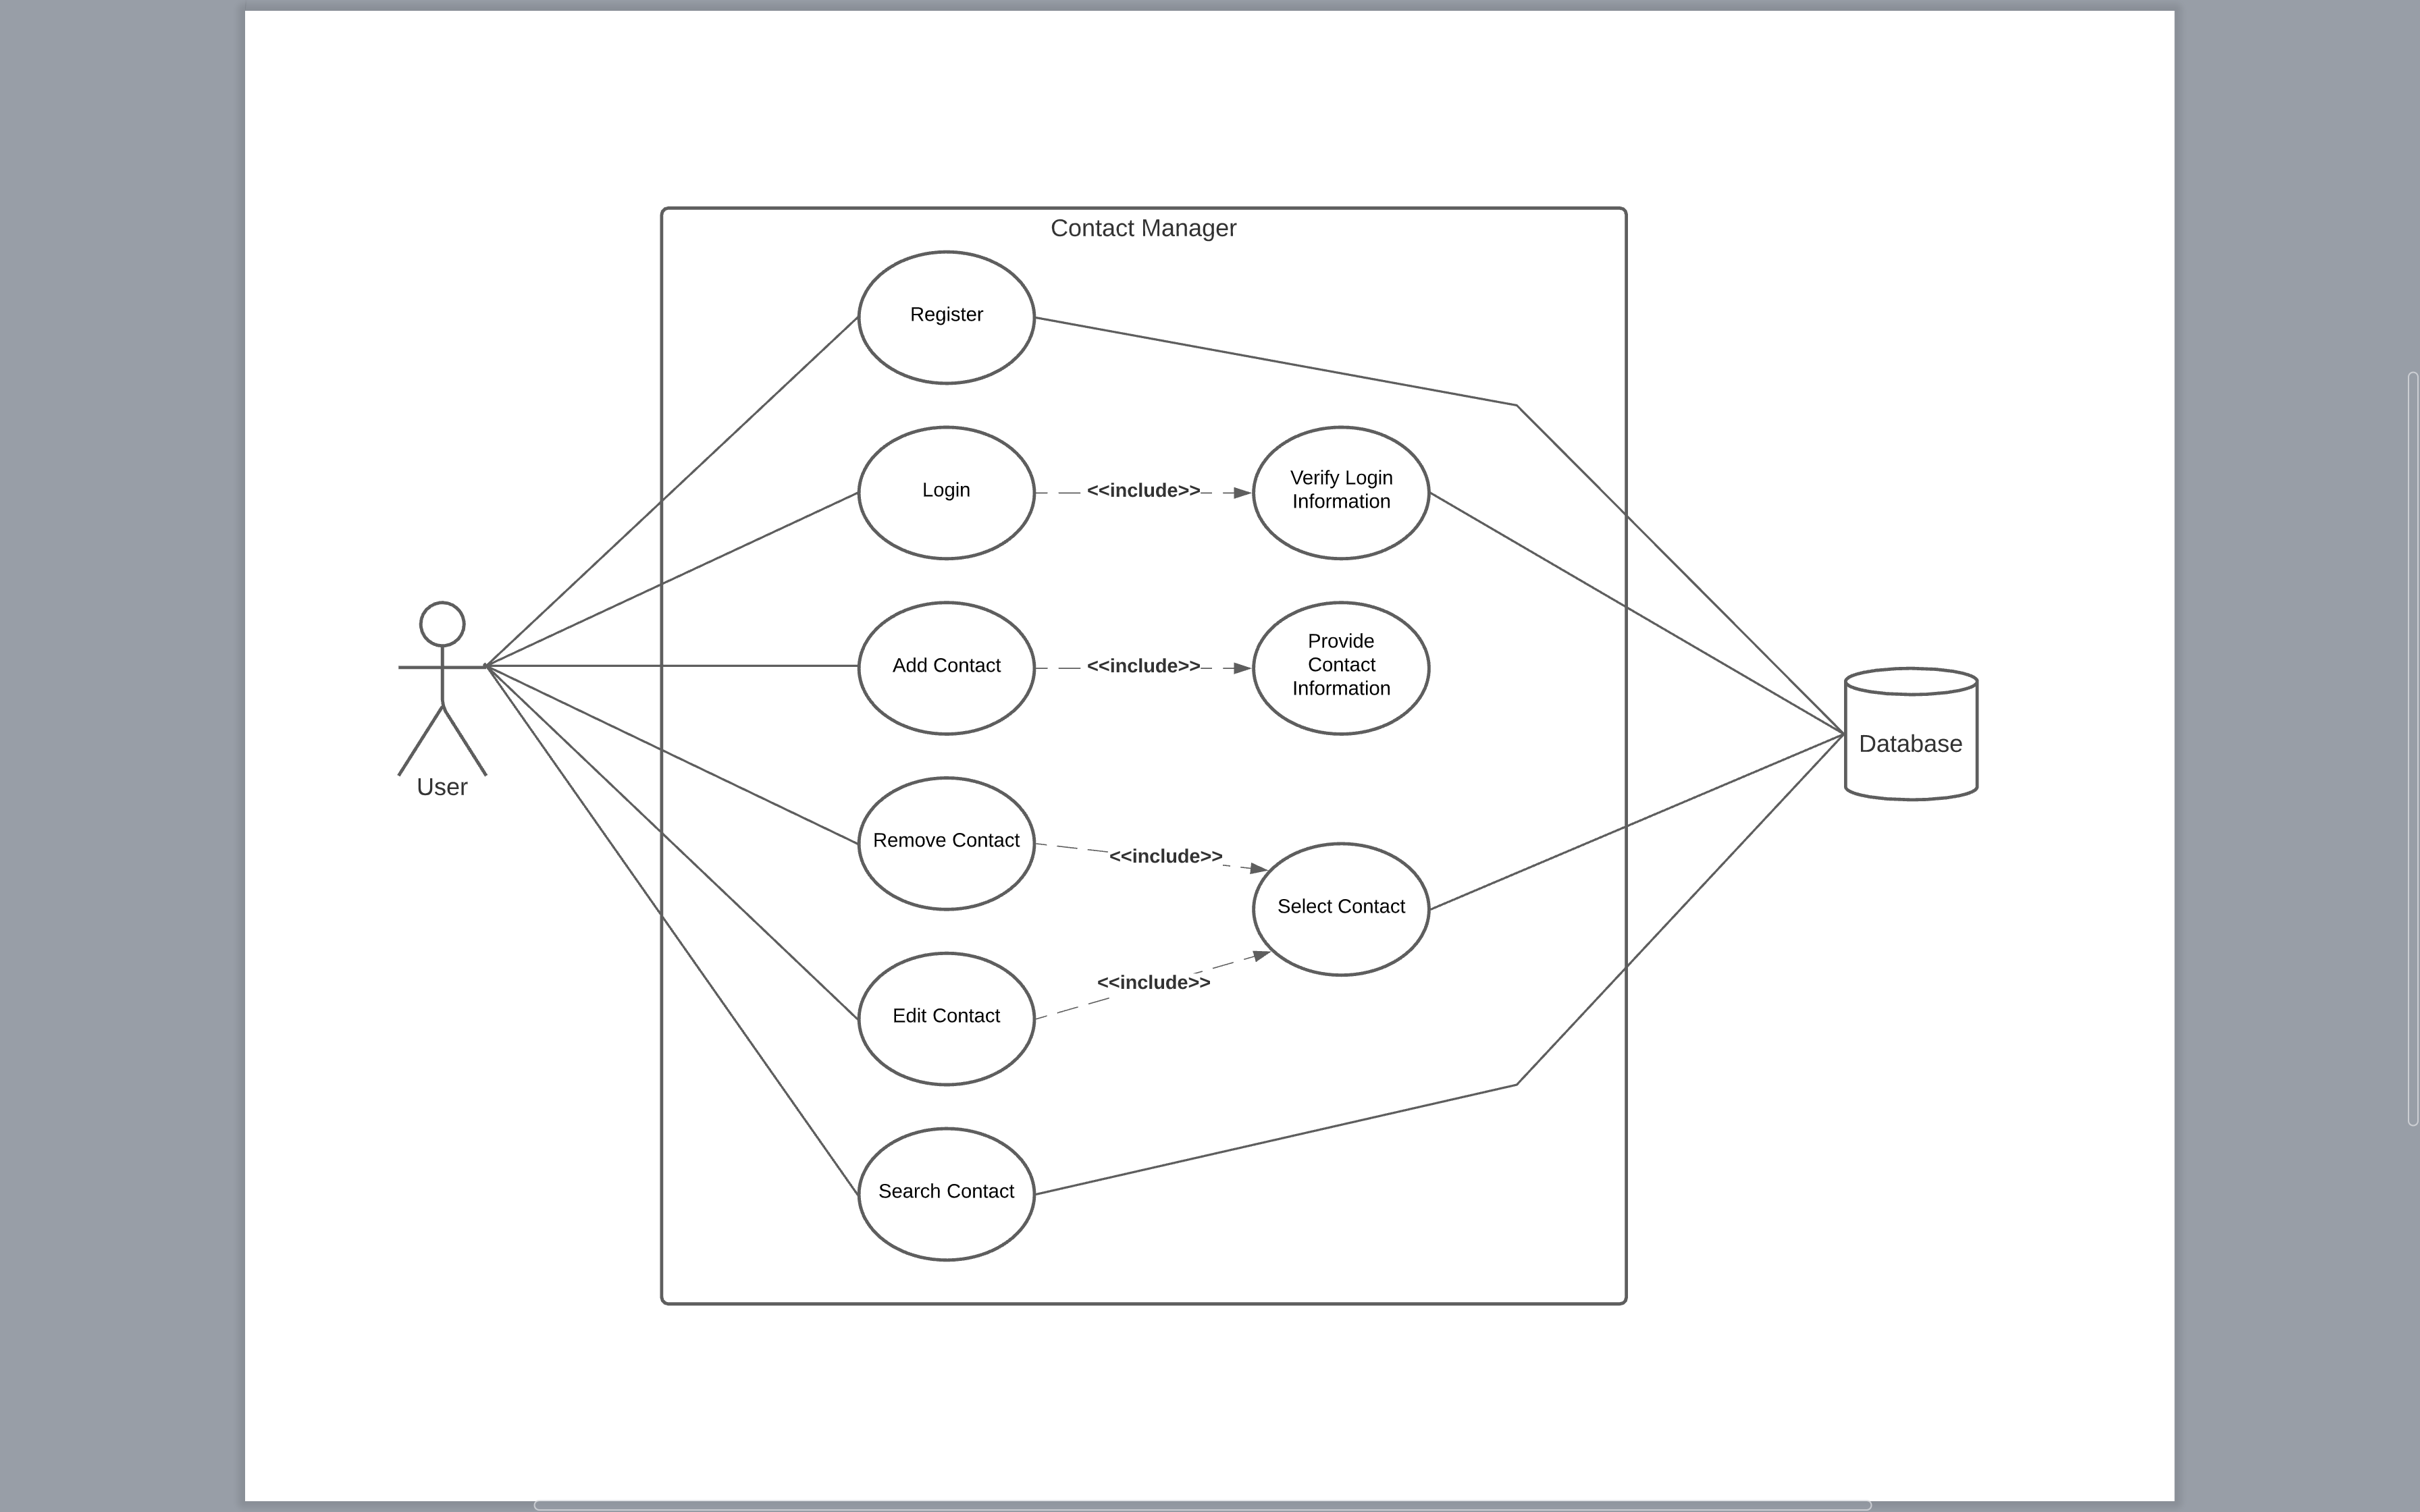 Contact Manager
Register
Login
<<include>>
Verify Login
Information
Add Contact
<<include>>
Provide
Contact
Information
User
Database
Remove Contact
<<include>>
Select Contact
<<include>>
Edit Contact
Search Contact